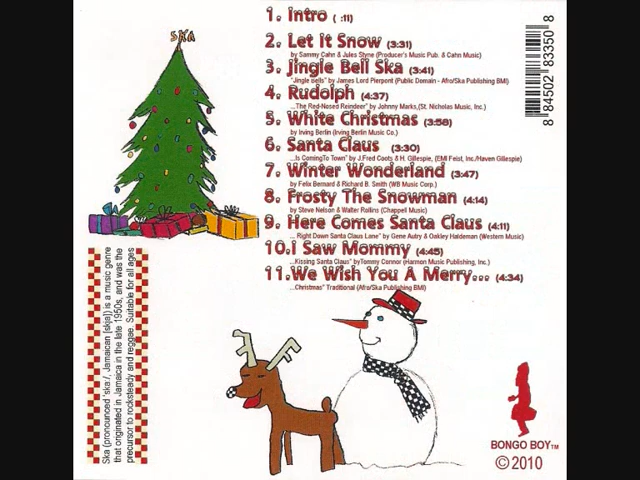 SKA
1. Intro ( :11)
2. Let It Snow (3:31)
by Sammy Cahn & Jules Styne (Producer's Music Pub. & Cahn Music)
3. Jingle Bell Ska (3:41)
"Jingle Bells" by James Lord Pierpont (Public Domain - Afro/Ska Publishing BMI)
4. Rudolph (4:37)
...The Red-Nosed Reindeer" by Johnny Marks,(St. Nicholas Music, Inc.)
5. White Christmas (3:58)
by Irving Berlin (Irving Berlin Music Co.)
6. Santa Claus (3:30)
...Is ComingTo Town" by J.Fred Coots & H. Gillespie, (EMI Feist, Inc./Haven Gillespie)
7. Winter Wonderland (3:47)
by Felix Bernard & Richard B. Smith (WB Music Corp.)
8. Frosty The Snowman (4:14)
by Steve Nelson & Walter Rollins (Chappell Music)
9. Here Comes Santa Claus (4:11)
... Right Down Santa Claus Lane" by Gene Autry & Oakley Haldeman (Western Music)
10.I Saw Mommy (4:45)
...Kissing Santa Claus" byTommy Connor (Harmon Music Publishing, Inc.)
11.We Wish You A Merry... (4:34)
...Christmas" Traditional (Afro/Ska Publishing BMI)
8 84502 83350 8
Ska (pronounced 'ska:/, Jamaican [skja]) is a music genre
that originated in Jamaica in the late 1950s, and was the
precursor to rocksteady and reggae. Suitable for all ages
BONGO BOY™
© 2010